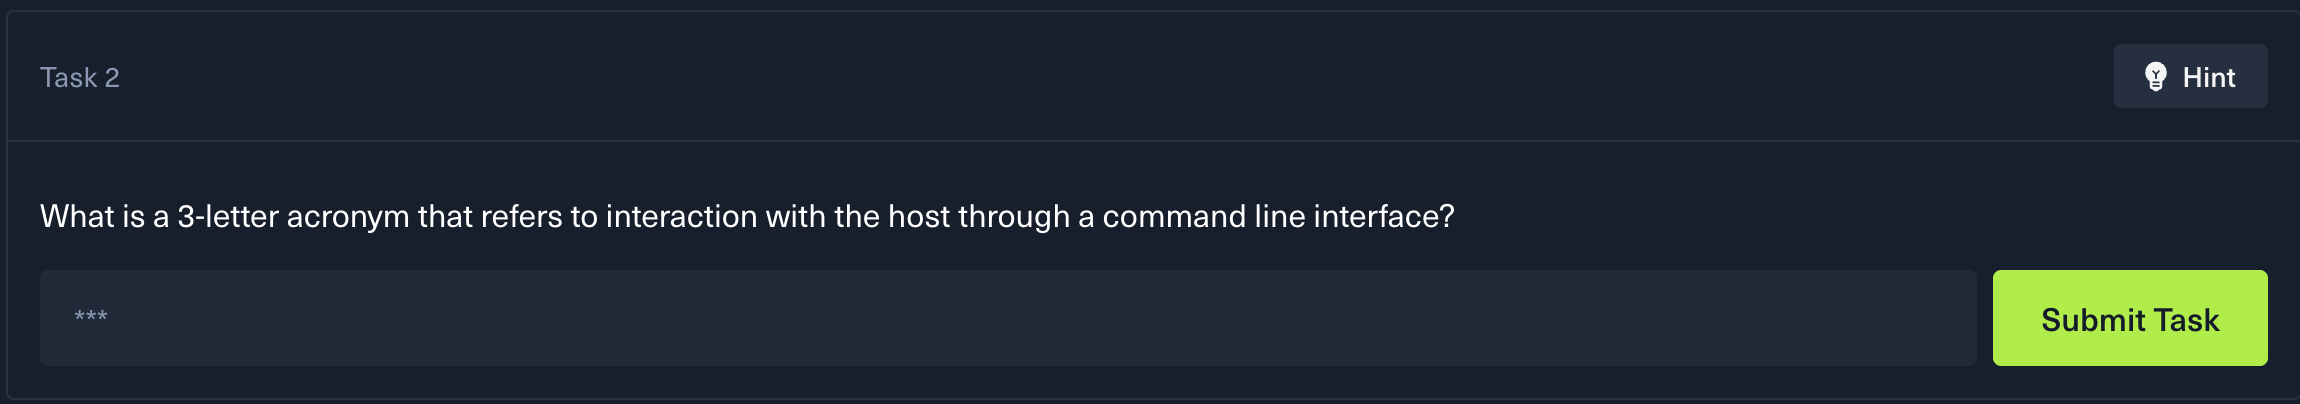 Task 2
Hint
What is a 3-letter acronym that refers to interaction with the host through a command line interface?
***
Submit Task